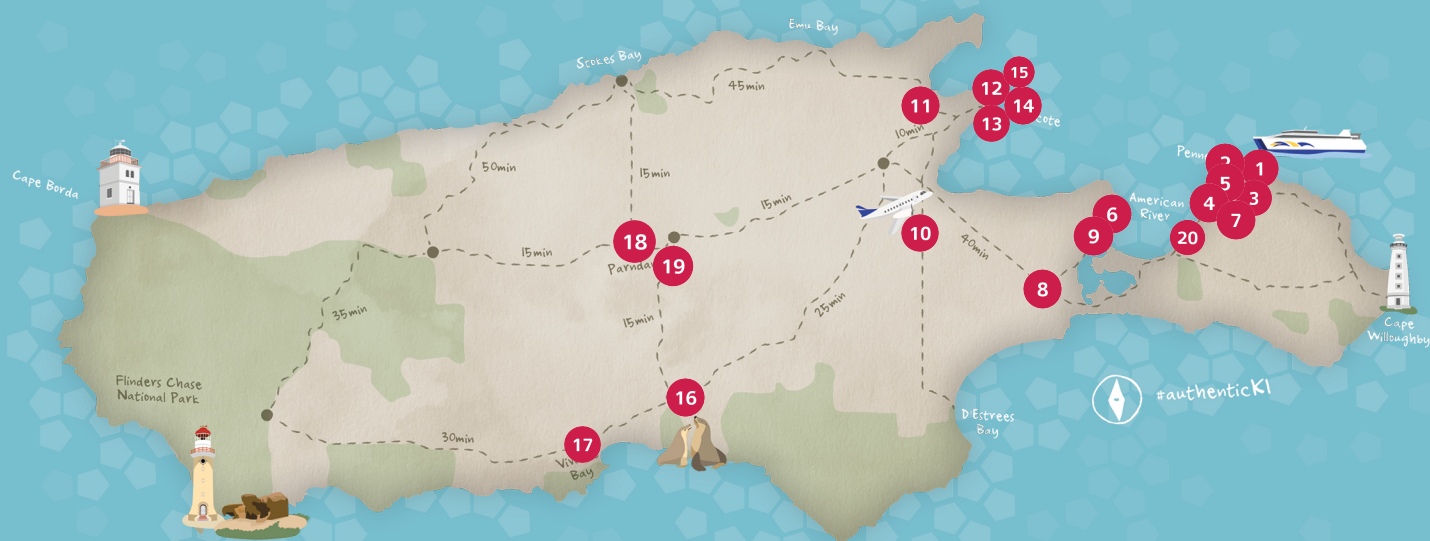 Emu Bay
Stokes Bay
45min
15
12
14
11
13
10min
50min
15min
Cape Borda
2
1
5
3
4
7
American
River
6
9
20
15min
10
40min
18
15min
19
8
25min
35min
15min
Cape
Willoughby
Flinders Chase
National Park
16
#authenticKI
D'Estrees
Bay
30min
17
Bay